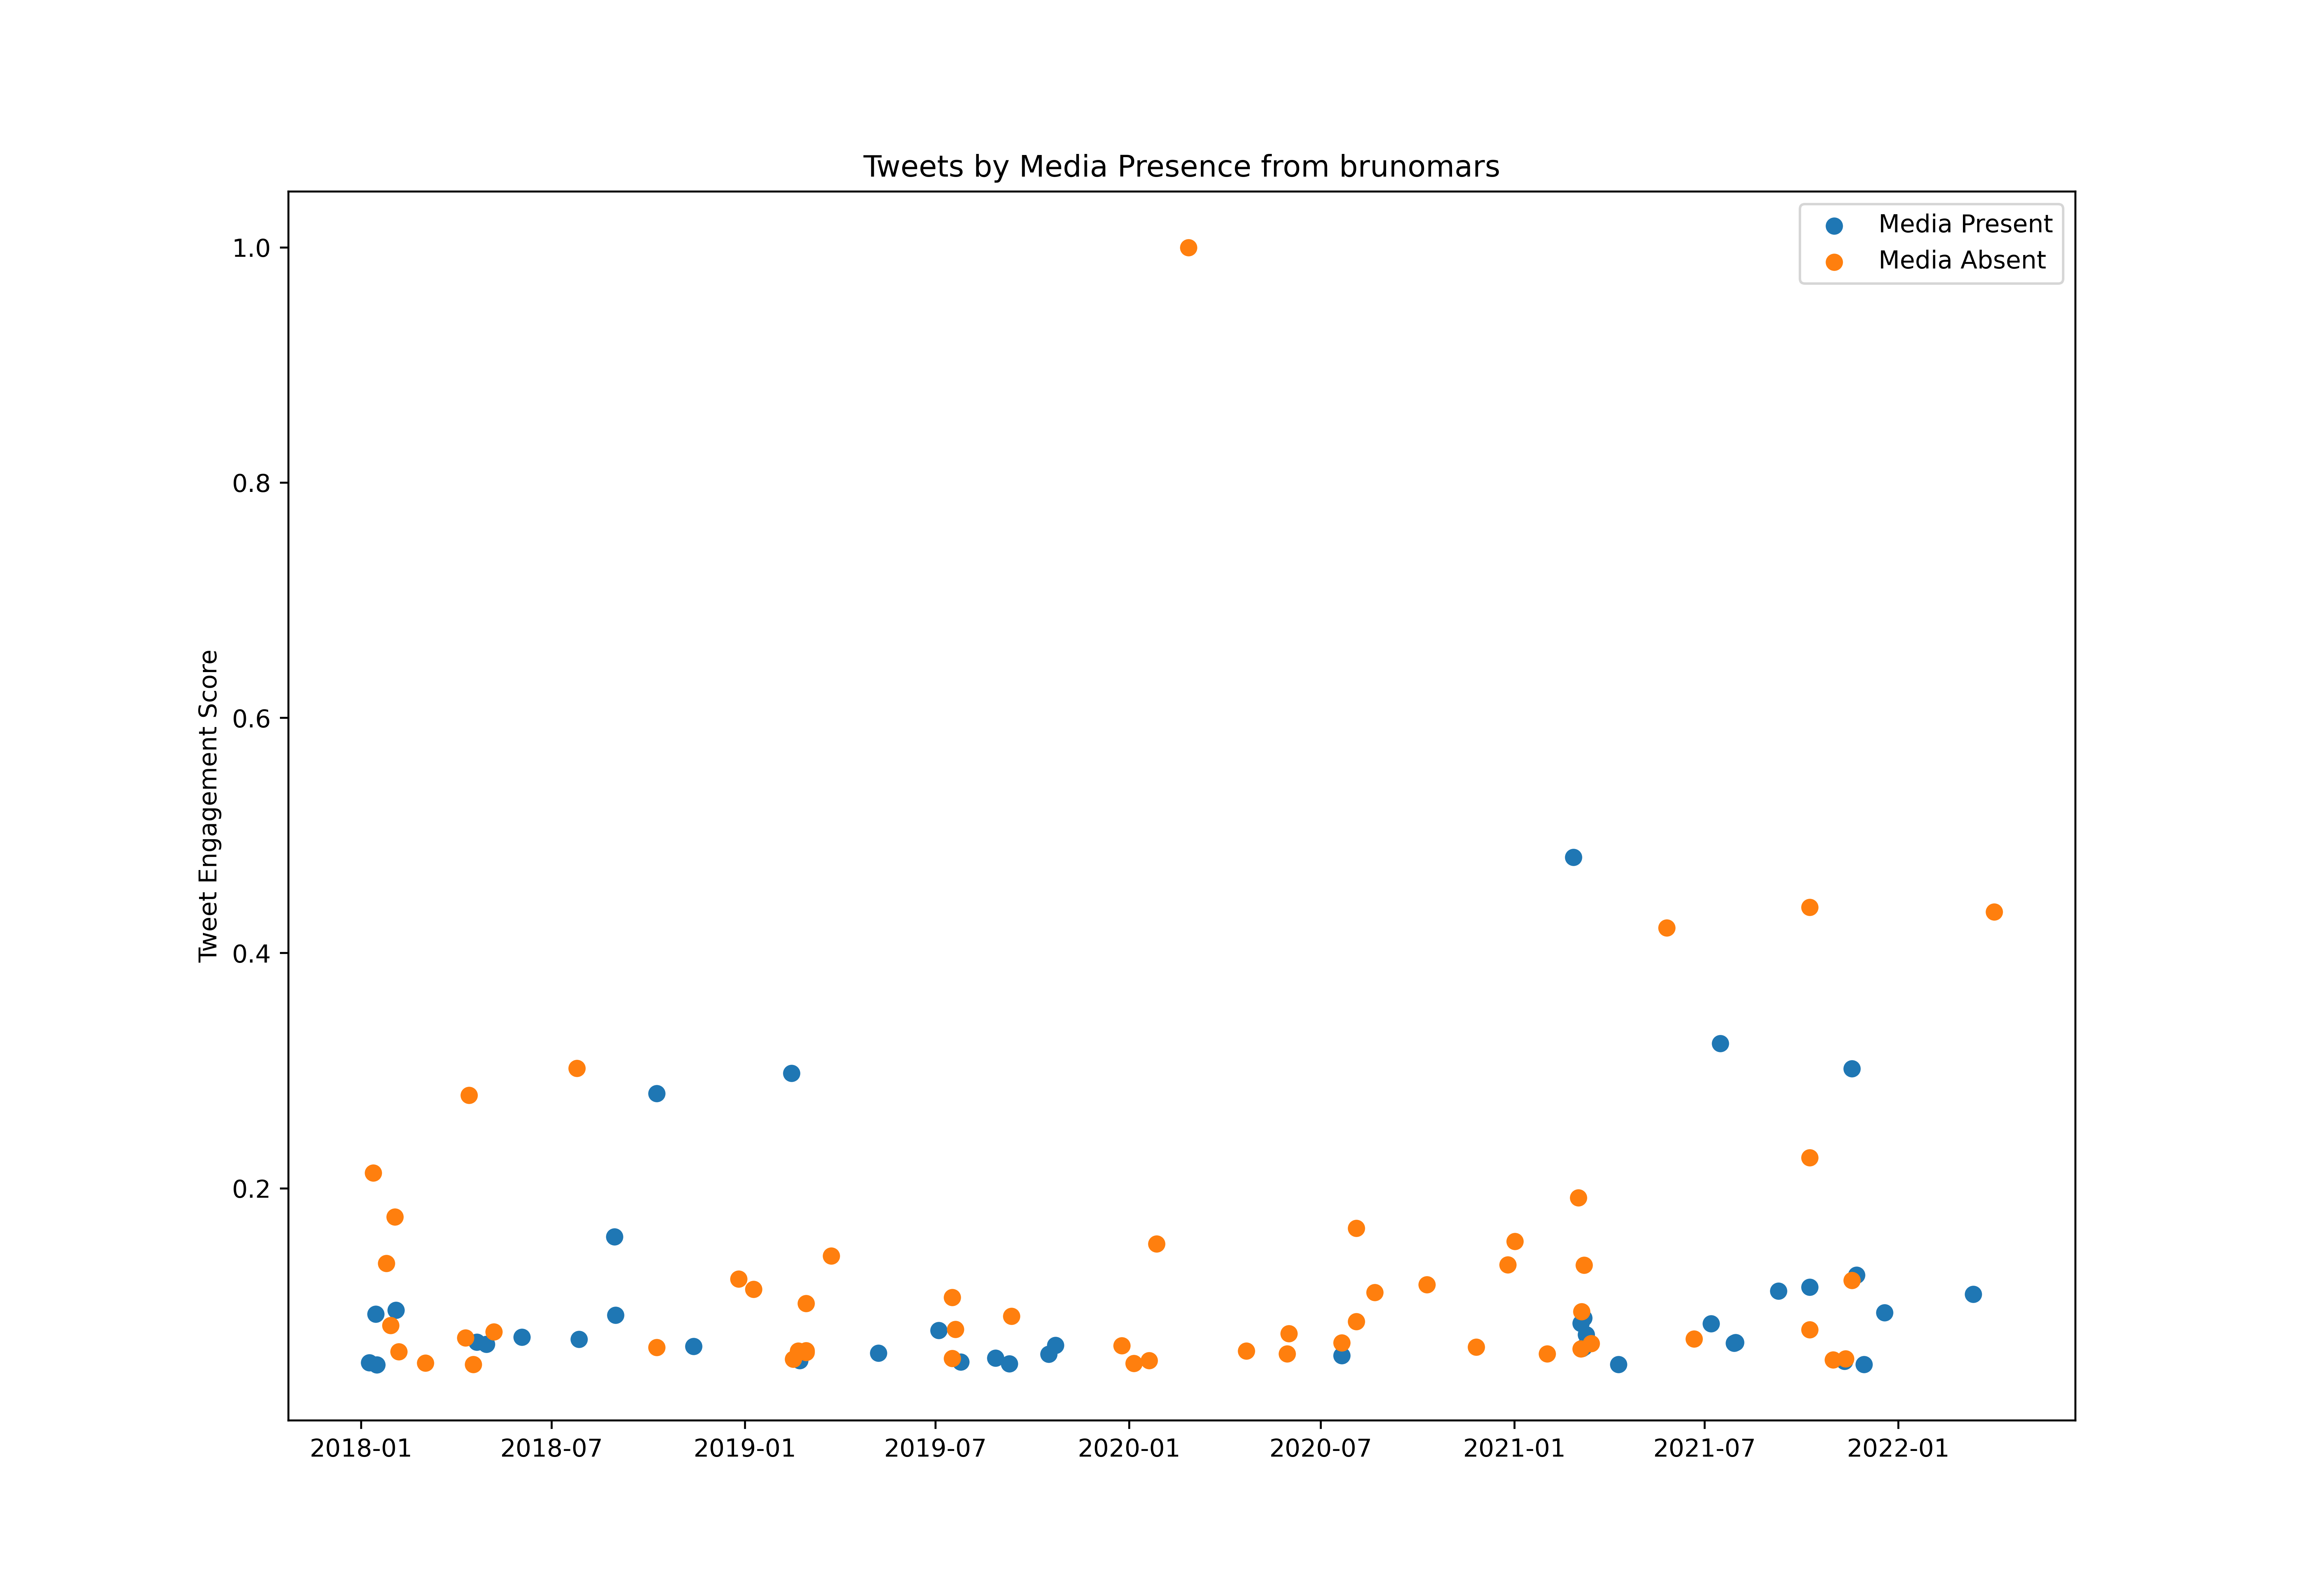 Tweets by Media Presence from brunomars
Media Present
Media Absent
Tweet Engagement Score
1.0
0.8
0.6
0.4
0.2
2018-01 2018-07 2019-01 2019-07 2020-01 2020-07 2021-01 2021-07 2022-01